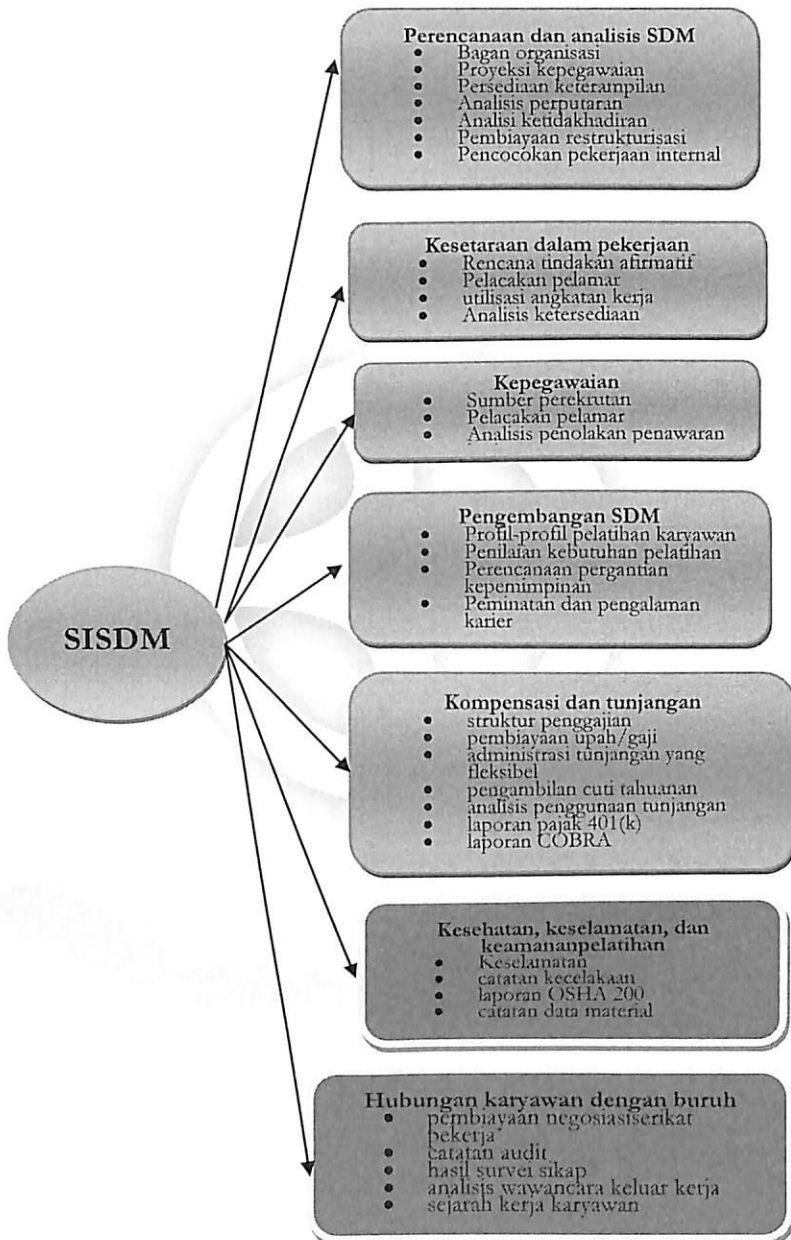 Perencanaan dan analisis SDM
• Bagan organisasi
• Proyeksi kepegawaian
• Persediaan keterampilan
• Analisis perputaran
• Analisi ketidakhadiran
• Pembiayaan restrukturisasi
• Pencocokan pekerjaan internal
Kesetaraan dalam pekerjaan
• Rencana tindakan afirmatif
• Pelacakan pelamar
• utilisasi angkatan kerja
• Analisis ketersediaan
Kepegawaian
• Sumber perekrutan
• Pelacakan pelamar
• Analisis penolakan penawaran
Pengembangan SDM
• Profil-profil pelatihan karyawan
• Penilaian kebutuhan pelatihan
• Perencanaan pergantian
kepemimpinan
• Peminatan dan pengalaman
karier
SISDM
Kompensasi dan tunjangan
• struktur penggajian
• pembiayaan upah/gaji
• administrasi tunjangan yang
fleksibel
• pengambilan cuti tahuanan
• analisis penggunaan tunjangan
• laporan pajak 401(k)
• laporan COBRA
Kesehatan, keselamatan, dan
keamananpelatihan
• Keselamatan
• catatan kecelakaan
• laporan OSHA 200
• catatan data material
Hubungan karyawan dengan buruh
• pembiayaan negosiasiserikat
pekerja
• catatan audit
• hasil survei sikap
• analisis wawancara keluar kerja
• sejarah kerja karyawan